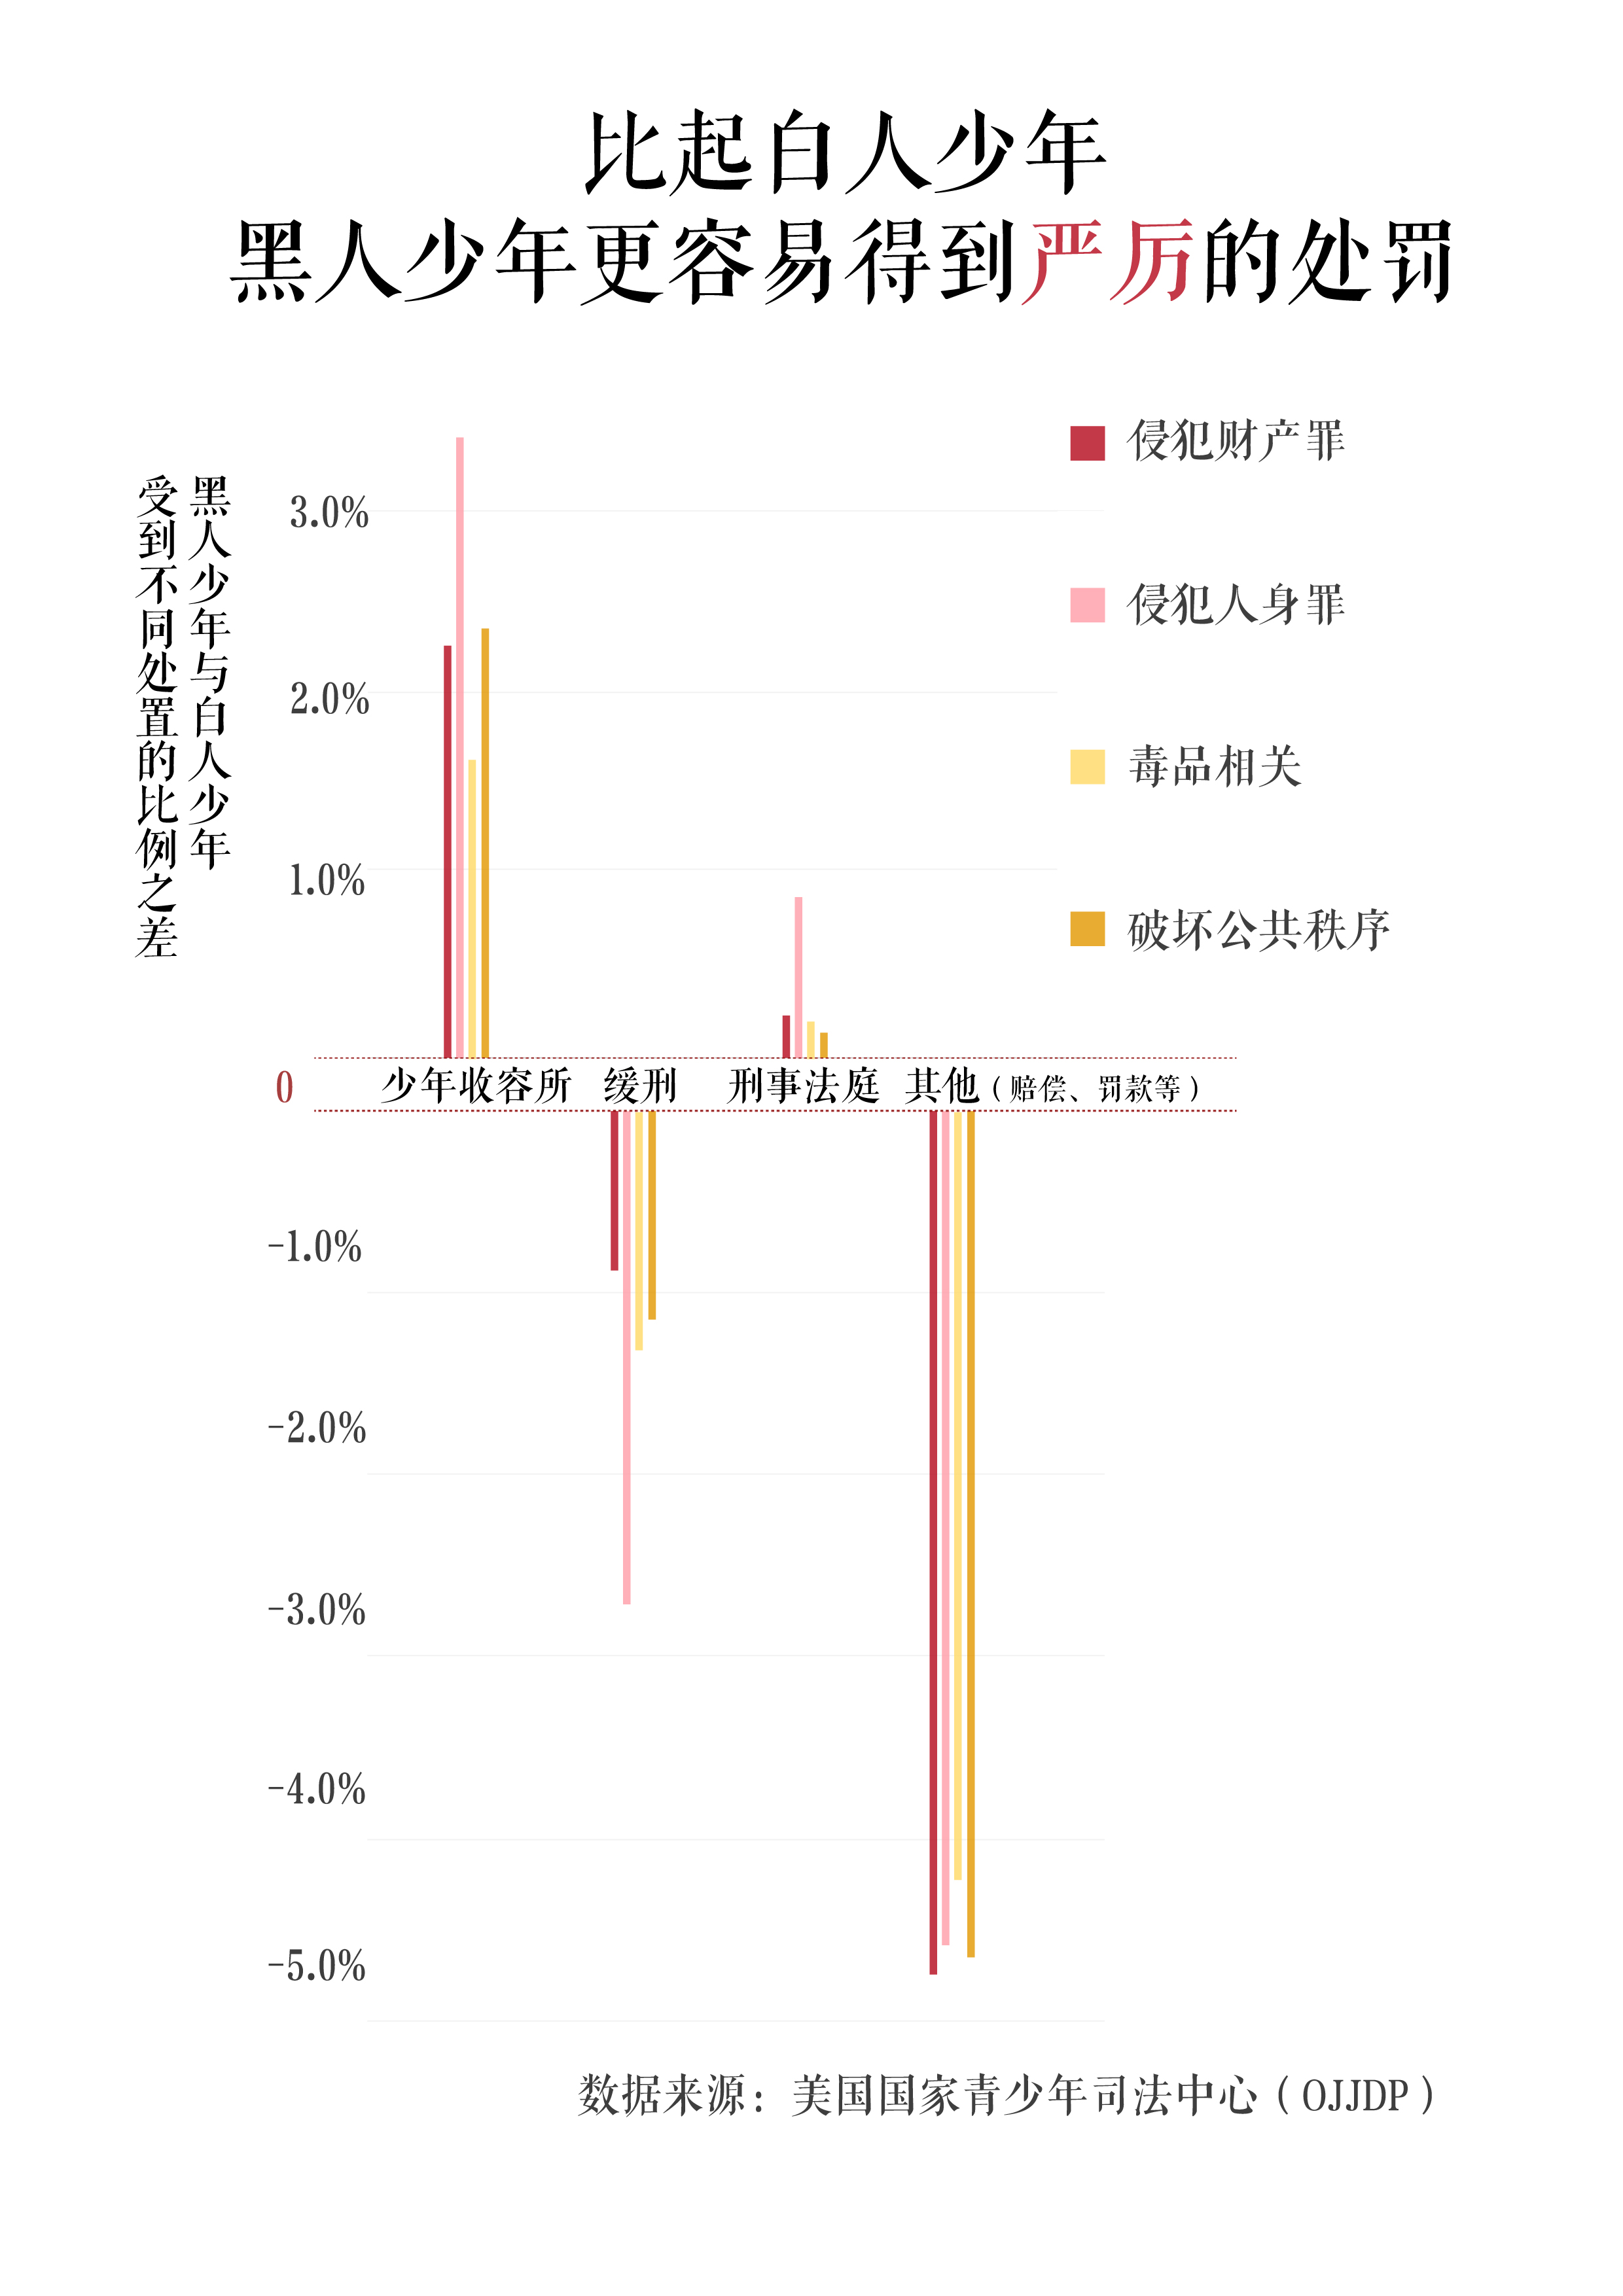 比起白人少年
黑人少年更容易得到严厉的处罚
侵犯财产罪
侵犯人身罪
毒品相关
破坏公共秩序
黑人少年与白人少年
受到不同处置的比例之差
3.0%
2.0%
1.0%
0
少年收容所 缓刑 刑事法庭 其他（赔偿、罚款等）
-1.0%
-2.0%
-3.0%
-4.0%
-5.0%
数据来源：美国国家青少年司法中心（OJJDP）